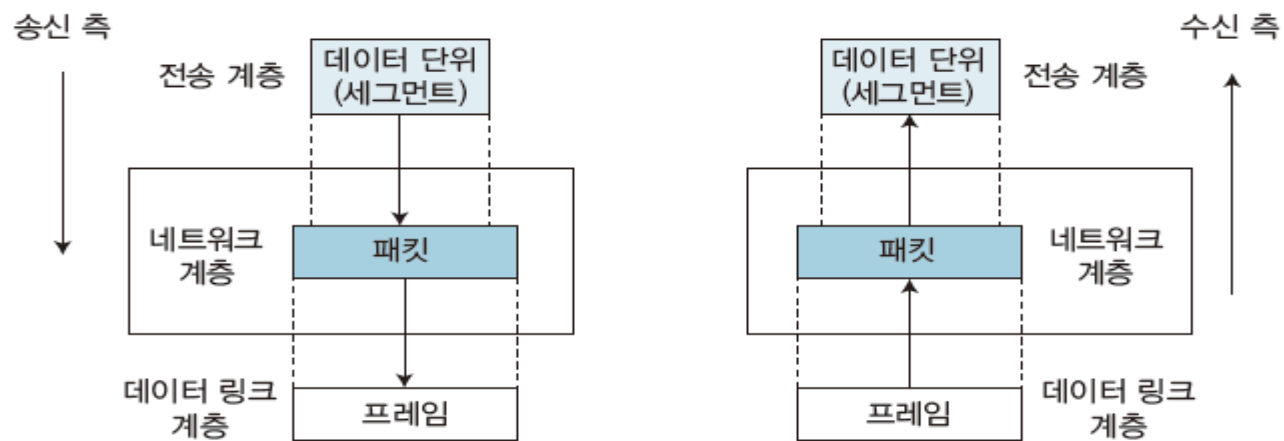 송신 측
전송 계층
데이터 단위
(세그먼트)
네트워크
계층
패킷
데이터 링크
계층
프레임
수신 측
데이터 단위
(세그먼트)
전송 계층
패킷
네트워크
계층
프레임
데이터 링크
계층